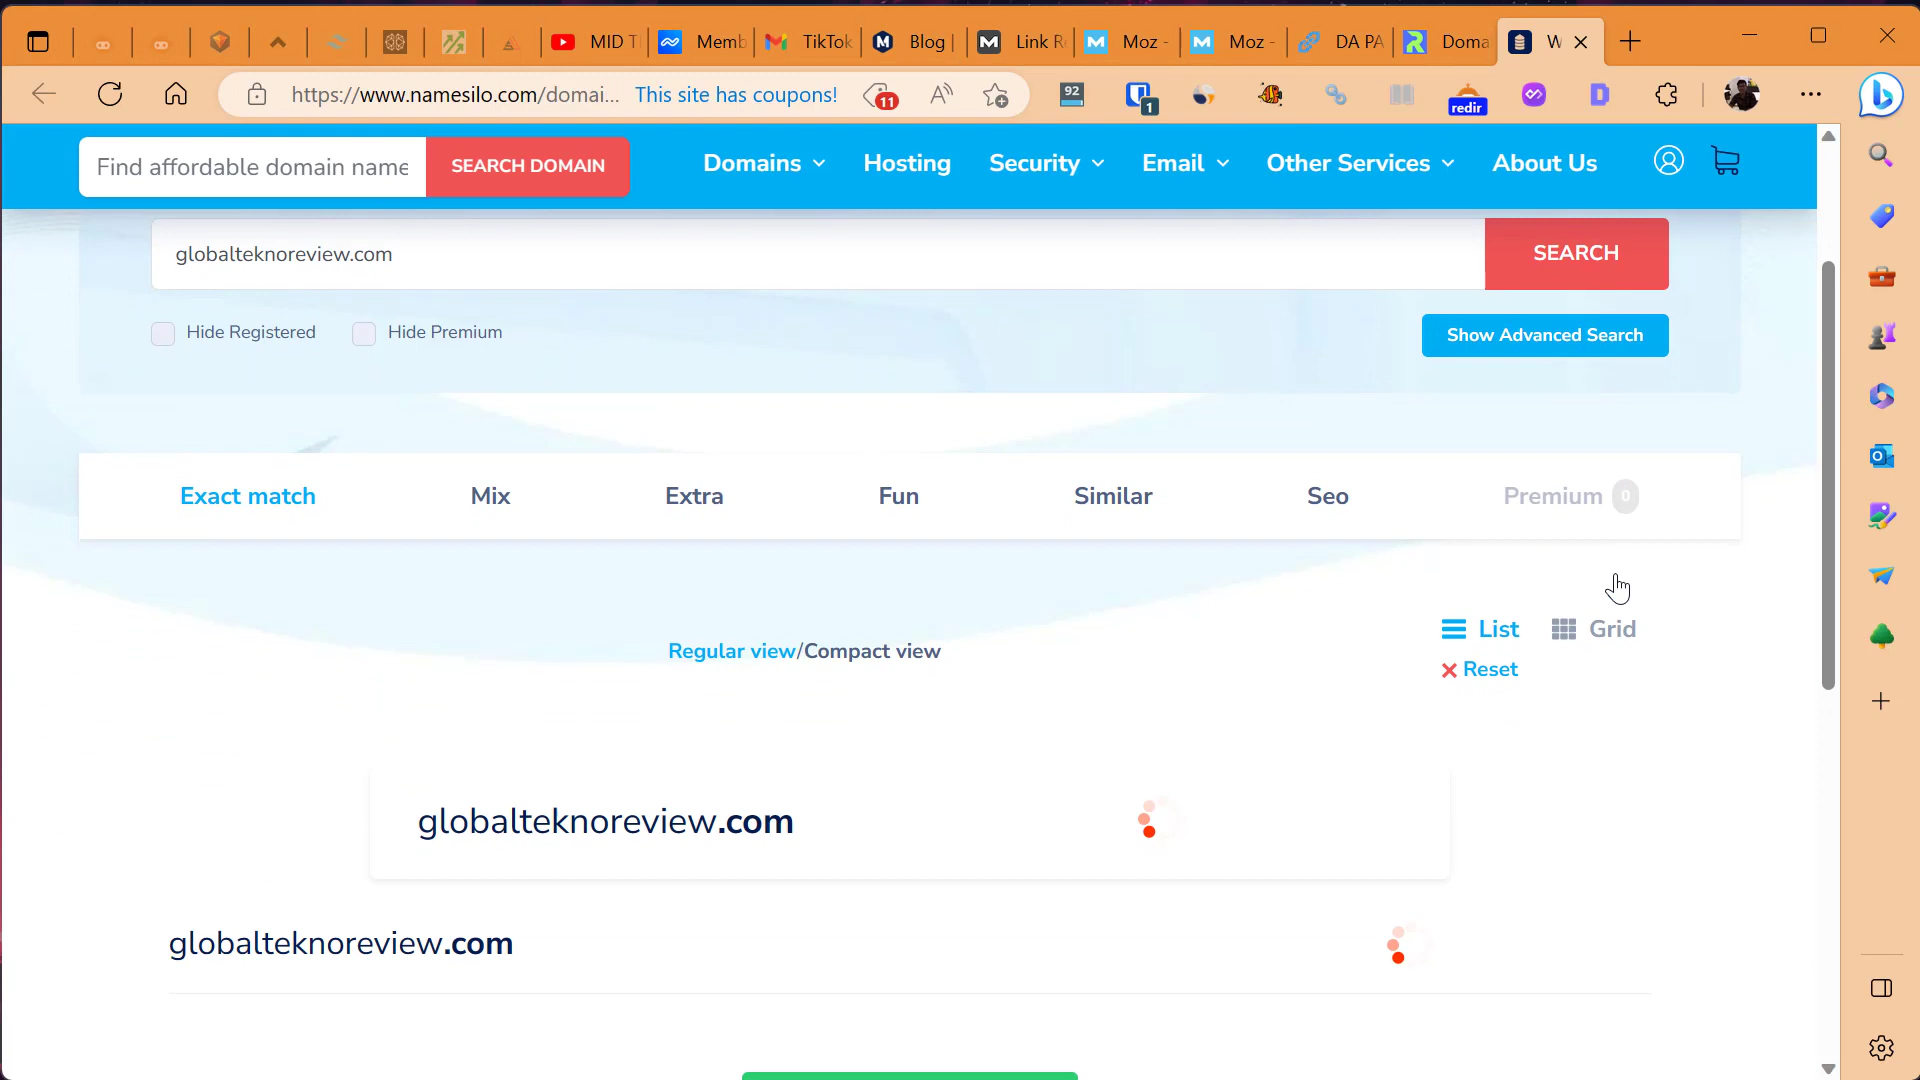 MID T
Memb
TikTok
Blog |
Link R
Moz -
Moz -
DA PA
Doma
W
https://www.namesilo.com/domai...
This site has coupons!
11
92
1
redir
Find affordable domain name
SEARCH DOMAIN
Domains
Hosting
Security
Email
Other Services
About Us
globalteknoreview.com
SEARCH
Hide Registered
Hide Premium
Show Advanced Search
Exact match
Mix
Extra
Fun
Similar
Seo
Premium 0
Regular view/Compact view
List
Grid
Reset
globalteknoreview.com
globalteknoreview.com